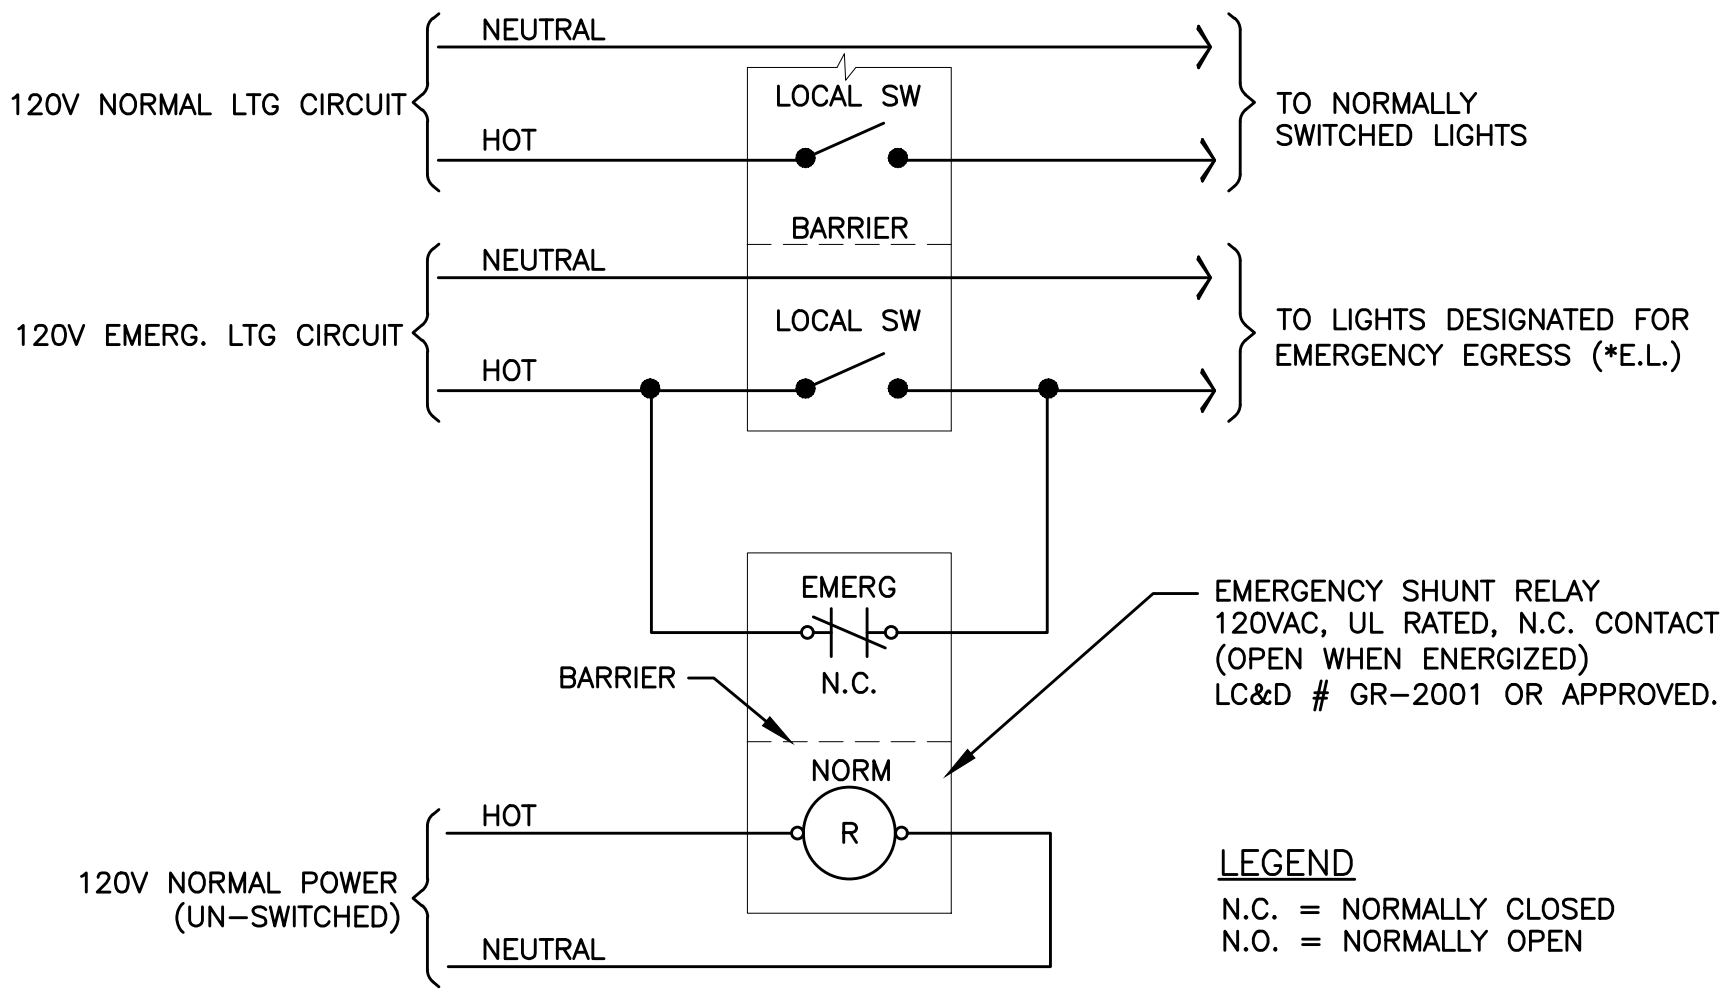 NEUTRAL
120V NORMAL LTG CIRCUIT
LOCAL SW
HOT
TO NORMALLY
SWITCHED LIGHTS
BARRIER
NEUTRAL
120V EMERG. LTG CIRCUIT
LOCAL SW
HOT
TO LIGHTS DESIGNATED FOR
EMERGENCY EGRESS (*E.L.)
EMERG
N.C.
BARRIER
EMERGENCY SHUNT RELAY
120VAC, UL RATED, N.C. CONTACT
(OPEN WHEN ENERGIZED)
LC&D # GR-2001 OR APPROVED.
NORM
R
HOT
120V NORMAL POWER
(UN-SWITCHED)
NEUTRAL
LEGEND
N.C. = NORMALLY CLOSED
N.O. = NORMALLY OPEN